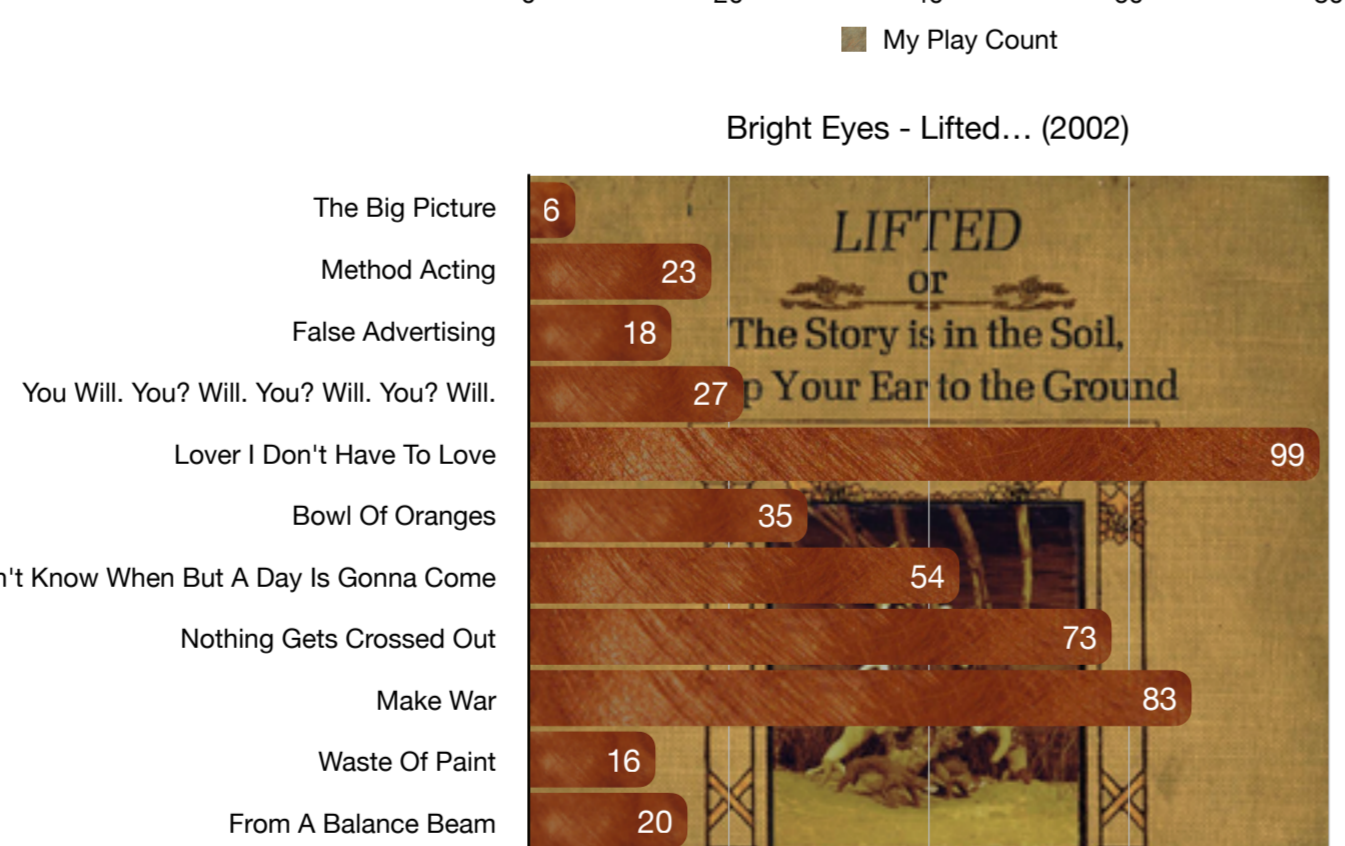 My Play Count
Bright Eyes - Lifted… (2002)
The Big Picture 6
Method Acting 23
False Advertising 18
You Will. You? Will. You? Will. You? Will. 27
Lover I Don't Have To Love 99
Bowl Of Oranges 35
n't Know When But A Day Is Gonna Come 54
Nothing Gets Crossed Out 73
Make War 83
Waste Of Paint 16
From A Balance Beam 20
LIFTED
or
The Story is in the Soil,
p Your Ear to the Ground